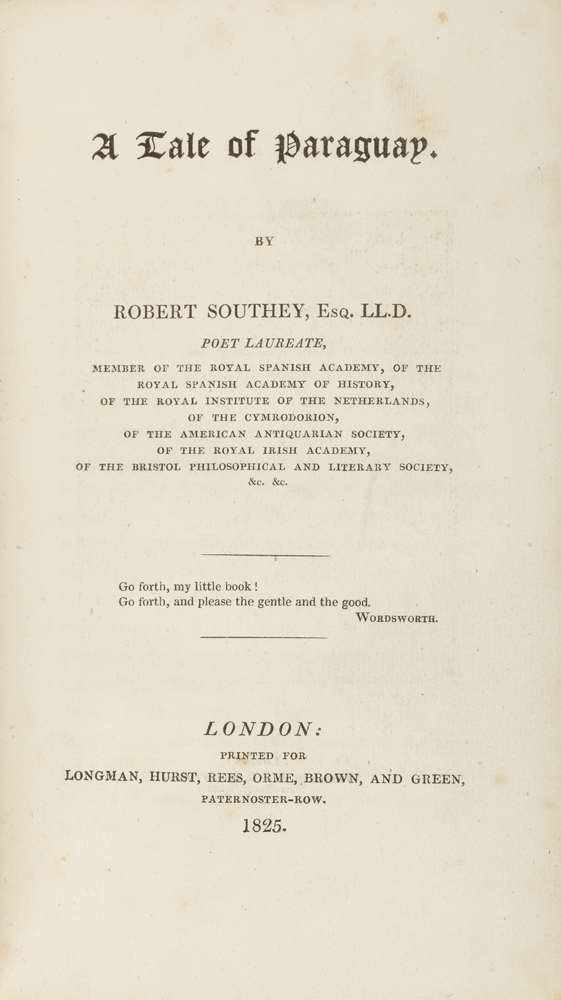 A Tale of Paraguay.
BY
ROBERT SOUTHEY, ESQ. LL.D.
POET LAUREATE,
MEMBER OF THE ROYAL SPANISH ACADEMY, OF THE
ROYAL SPANISH ACADEMY OF HISTORY,
OF THE ROYAL INSTITUTE OF THE NETHERLANDS,
OF THE CYMRODORION,
OF THE AMERICAN ANTIQUARIAN SOCIETY,
OF THE ROYAL IRISH ACADEMY,
OF THE BRISTOL PHILOSOPHICAL AND LITERARY SOCIETY,
&c. &c.
Go forth, my little book!
Go forth, and please the gentle and the good.
WORDSWORTH.
LONDON:
PRINTED FOR
LONGMAN, HURST, REES, ORME, BROWN, AND GREEN,
PATERNOSTER-ROW.
1825.